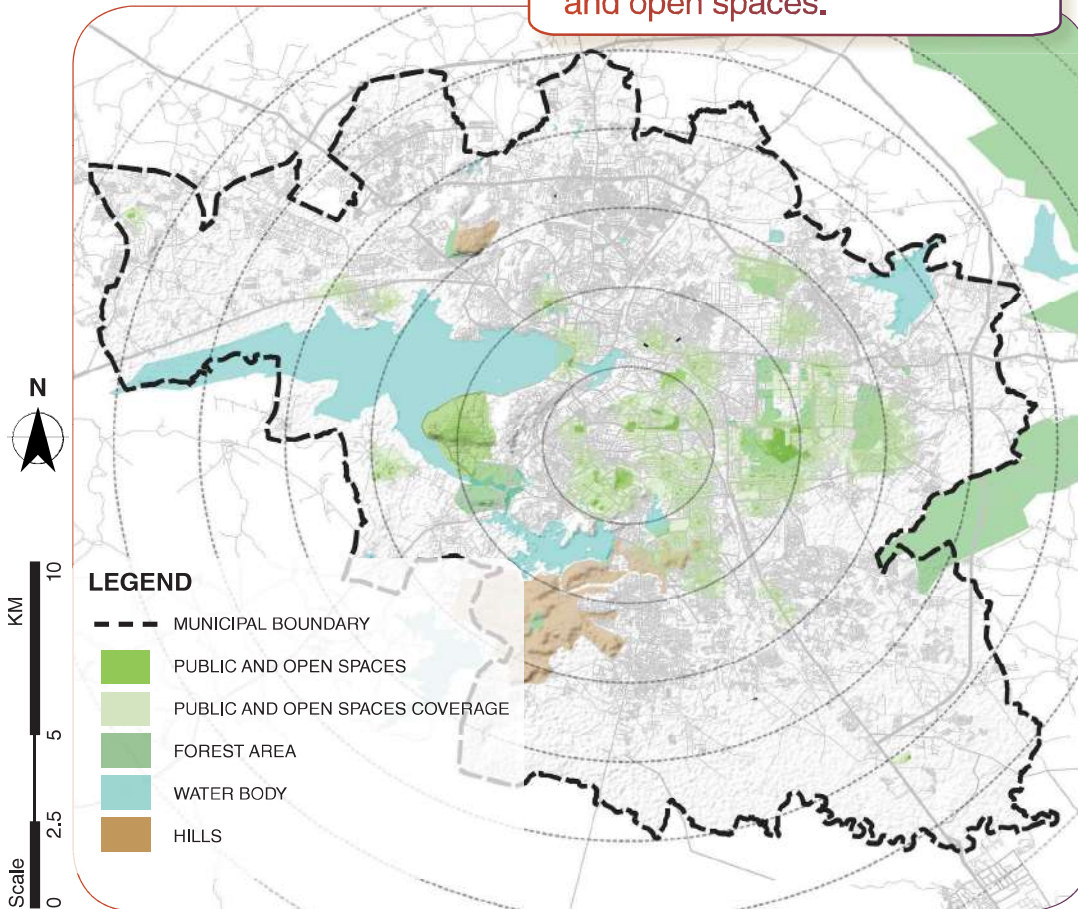 and open spaces.
N
LEGEND
MUNICIPAL BOUNDARY
PUBLIC AND OPEN SPACES
PUBLIC AND OPEN SPACES COVERAGE
FOREST AREA
WATER BODY
HILLS
KM
10
5
2.5
0
Scale